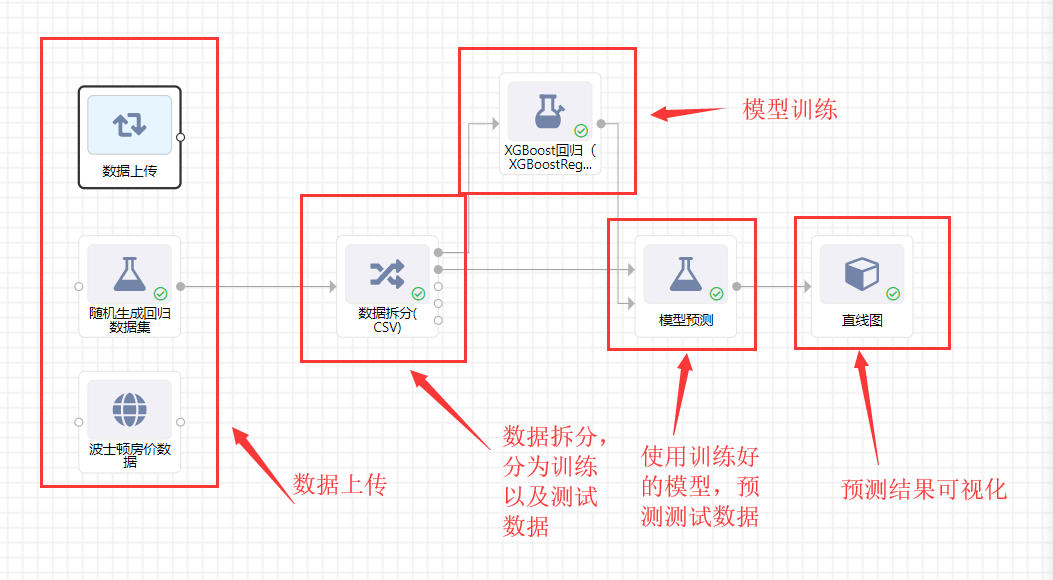 模型训练
XGBoost回归（
XGBoostReg...
数据上传
随机生成回归
数据集
数据拆分(
CSV)
模型预测
直线图
波士顿房价数
据
数据上传
数据拆分，
分为训练
以及测试
数据
使用训练好
的模型，预
测测试数据
预测结果可视化